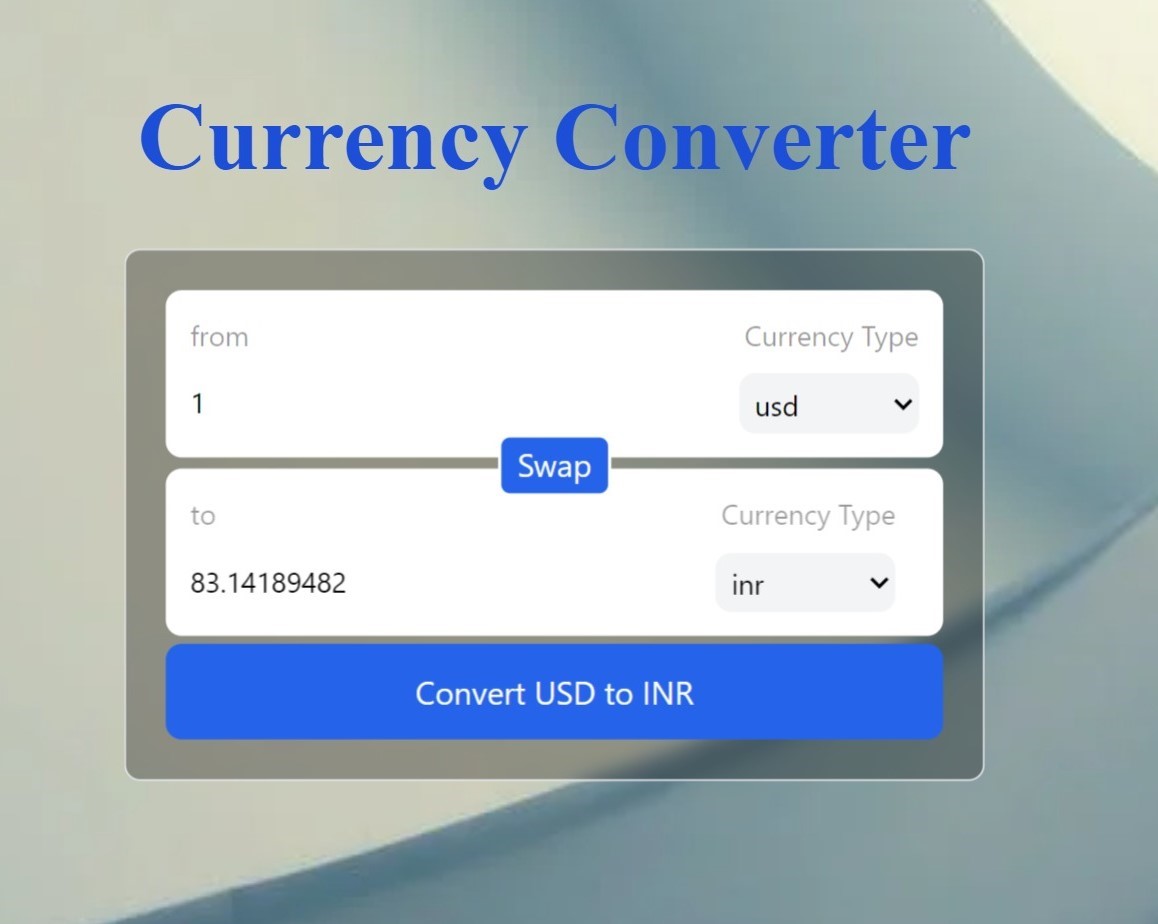 Currency Converter
from Currency Type
1 usd
Swap
to Currency Type
83.14189482 inr
Convert USD to INR